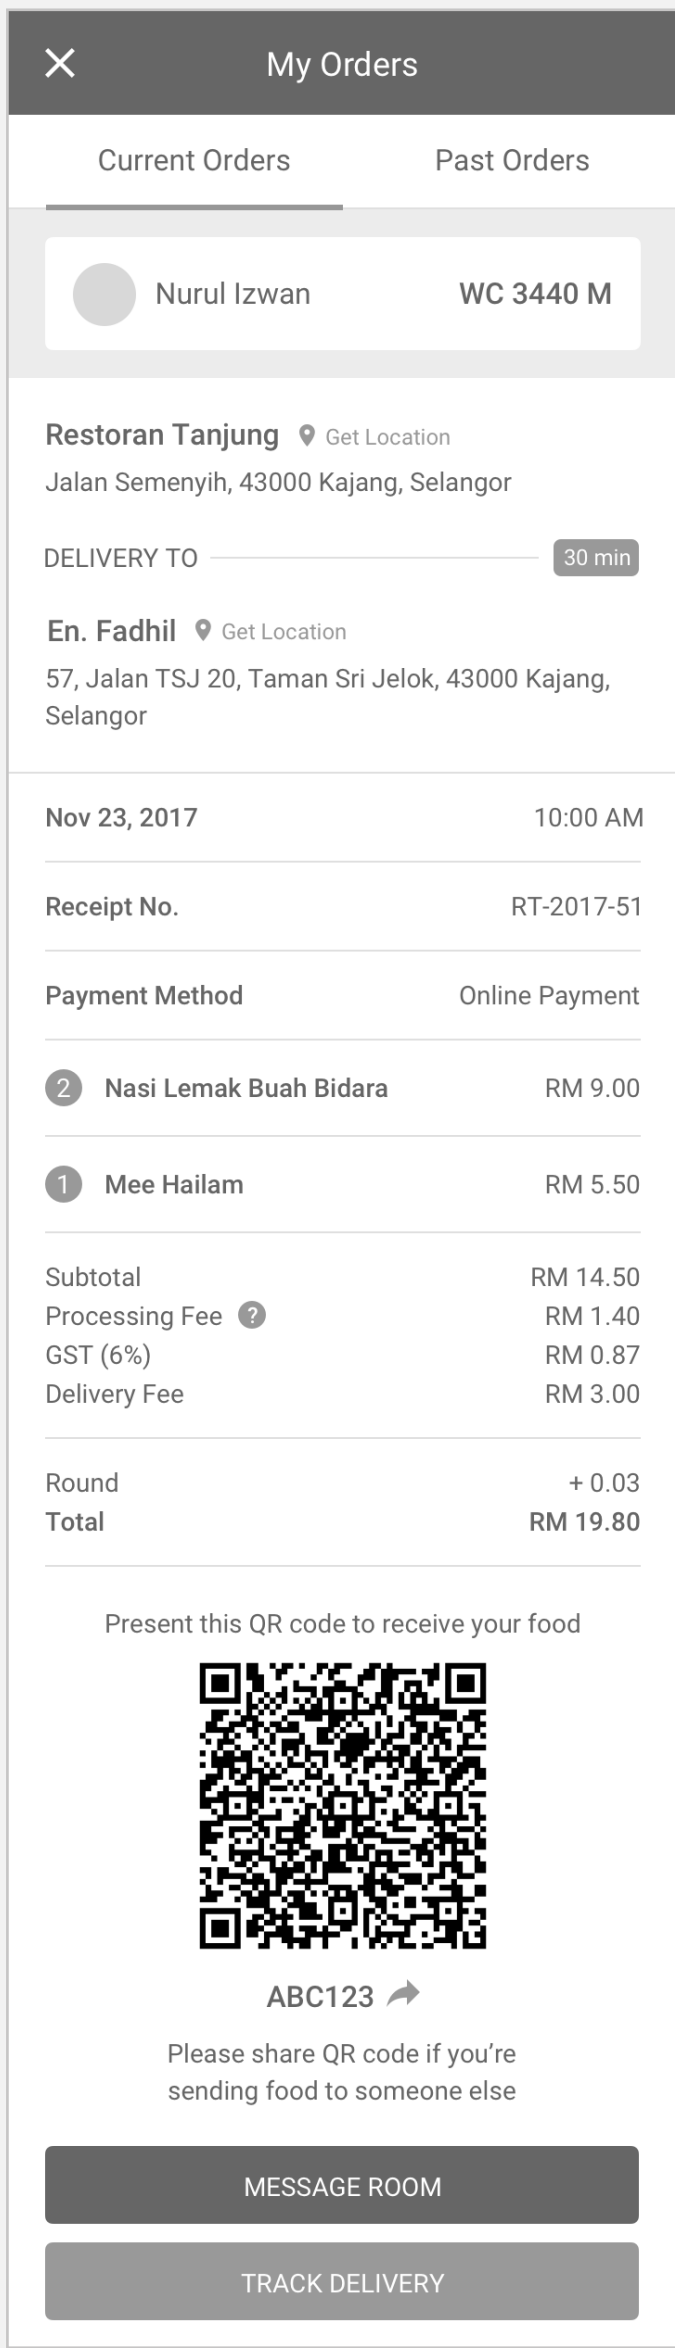 My Orders
Current Orders Past Orders
Nurul Izwan WC 3440 M
Restoran Tanjung Get Location
Jalan Semenyih, 43000 Kajang, Selangor
DELIVERY TO 30 min
En. Fadhil Get Location
57, Jalan TSJ 20, Taman Sri Jelok, 43000 Kajang,
Selangor
Nov 23, 2017 10:00 AM
Receipt No. RT-2017-51
Payment Method Online Payment
2 Nasi Lemak Buah Bidara RM 9.00
1 Mee Hailam RM 5.50
Subtotal RM 14.50
Processing Fee ? RM 1.40
GST (6%) RM 0.87
Delivery Fee RM 3.00
Round + 0.03
Total RM 19.80
Present this QR code to receive your food
ABC123
Please share QR code if you’re
sending food to someone else
MESSAGE ROOM
TRACK DELIVERY